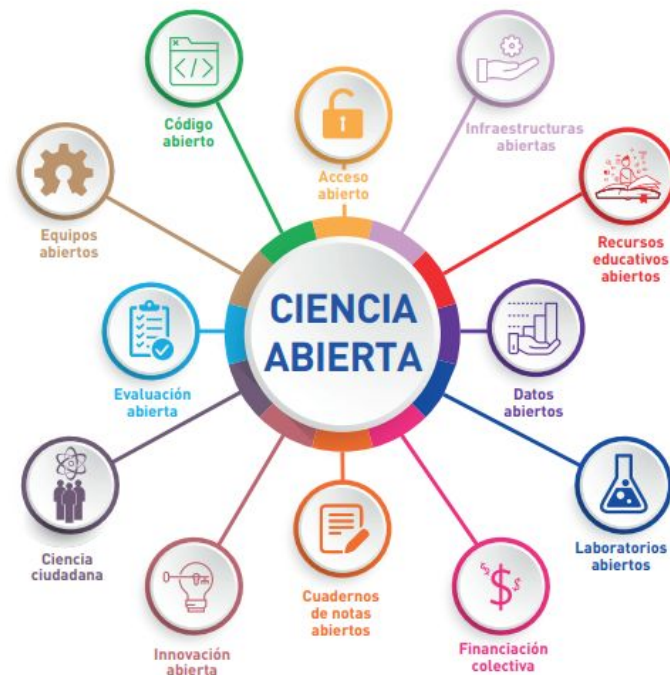 Código
abierto
Acceso
abierto
Infraestructuras
abiertas
Equipos
abiertos
Recursos
educativos
abiertos
CIENCIA
ABIERTA
Evaluación
abierta
Datos
abiertos
Ciencia
ciudadana
Laboratorios
abiertos
Cuadernos
de notas
abiertos
Innovación
abierta
Financiación
colectiva